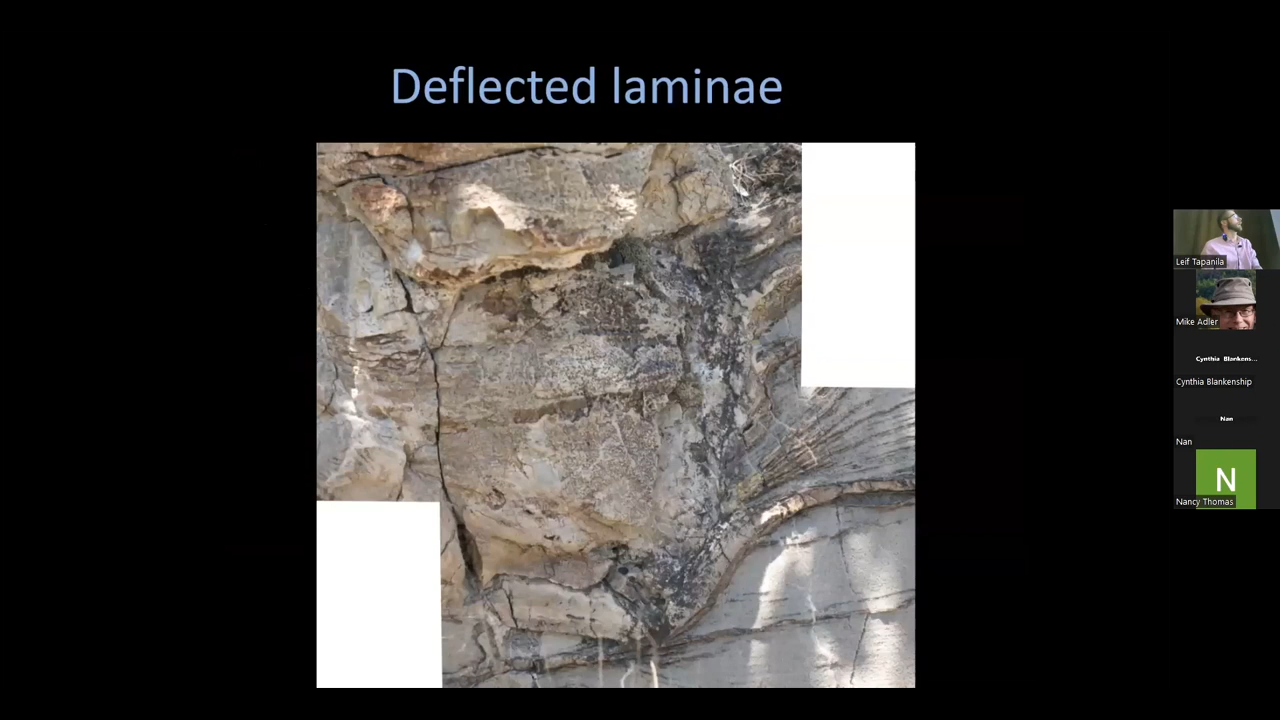 Deflected laminae
Leif Tapanila
Mike Adler
Cynthia Blankens...
Cynthia Blankenship
Nan
Nan
N
Nancy Thomas